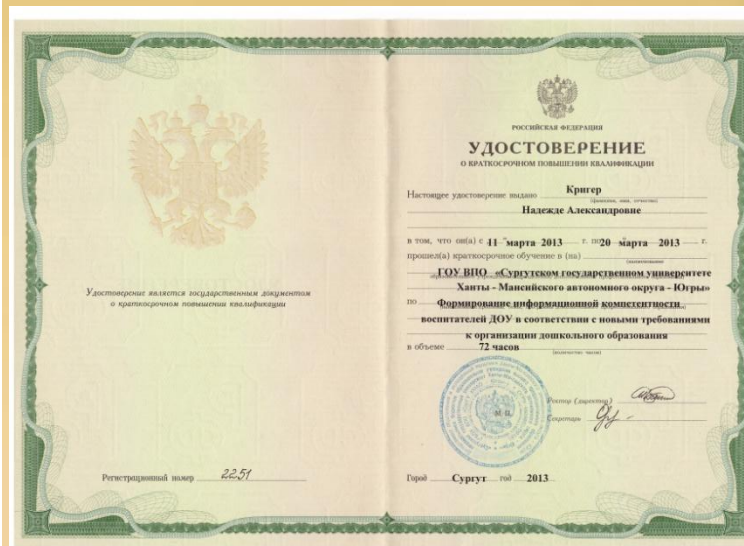 Удостоверение является государственным документом
о краткосрочном повышении квалификации
Регистрационный номер 2251
РОССИЙСКАЯ ФЕДЕРАЦИЯ
УДОСТОВЕРЕНИЕ
О КРАТКОСРОЧНОМ ПОВЫШЕНИИ КВАЛИФИКАЦИИ
Настоящее удостоверение выдано Кригер
(фамилия, имя, отчество)
Надежде Александровне
в том, что он(а) с 11 " марта 2013 г. по 20 " марта 2013 г.
прошел(а) краткосрочное обучение в (на)
(наименование
ГОУ ВПО «Сургутском государственном университете
Ханты - Мансийского автономного округа - Югры»
по Формирование информационной компетентности
воспитателей ДОУ в соответствии с новыми требованиями
к организации дошкольного образования
в объеме 72 часов
(количество часов)
М.П.
Ректор (директор)
Секретарь
Город Сургут год 2013